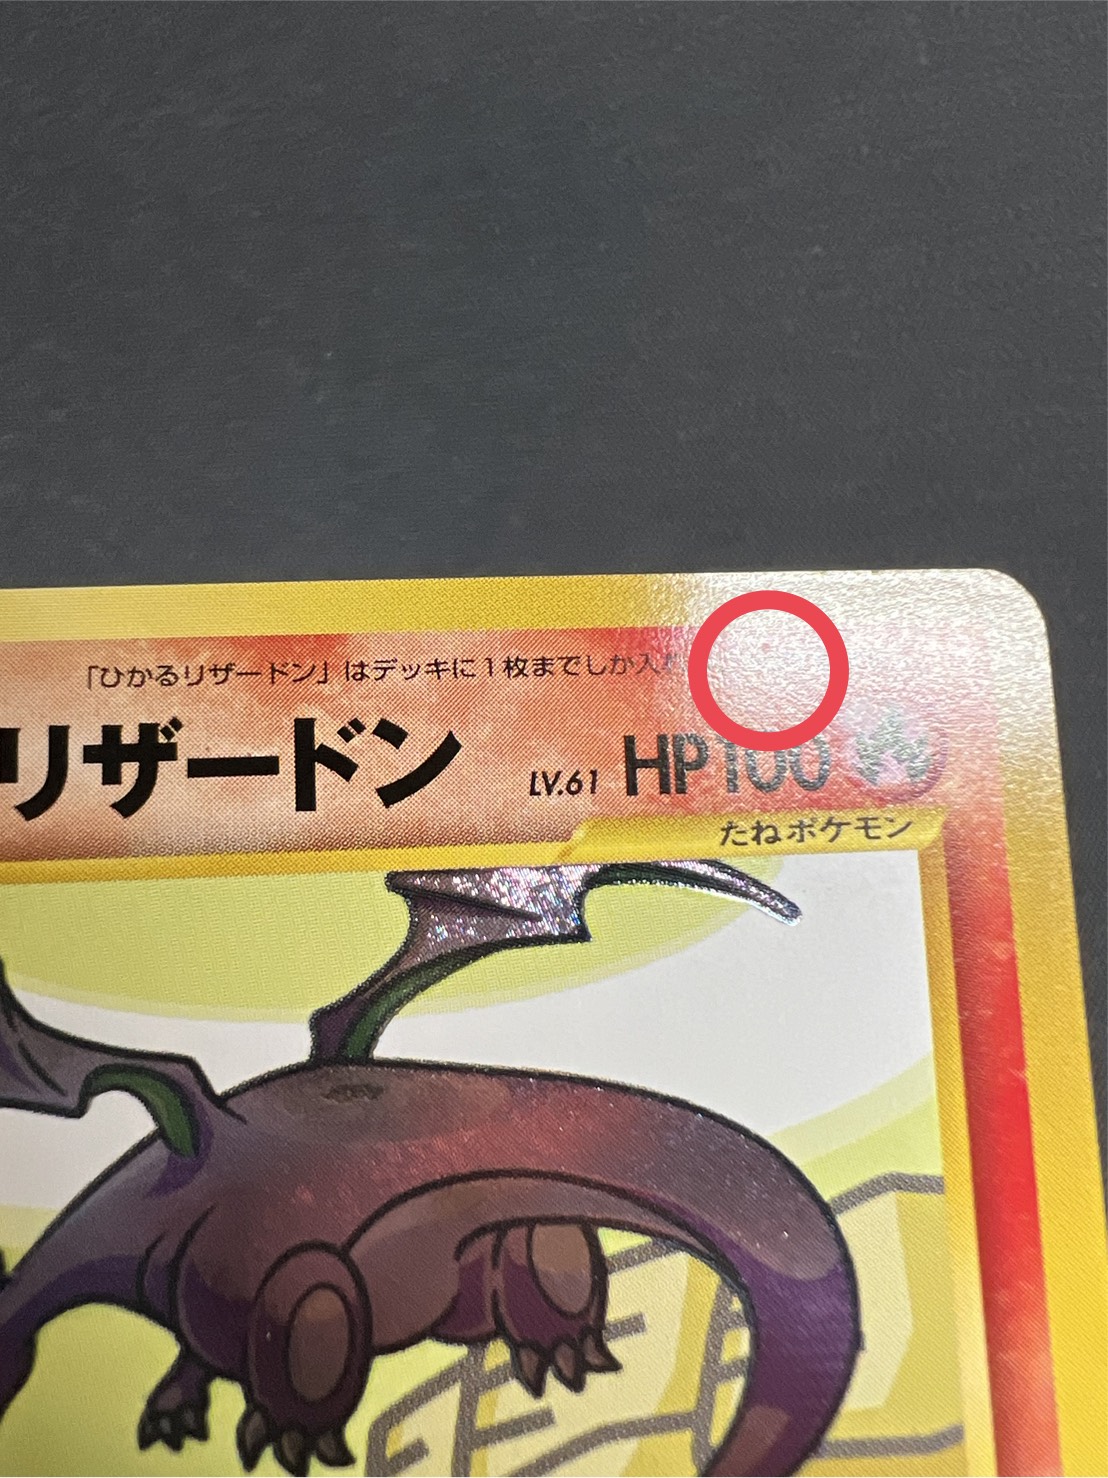 「ひかるリザードン」はデッキに1枚までしか入
リザードン LV.61 HP100
たねポケモン